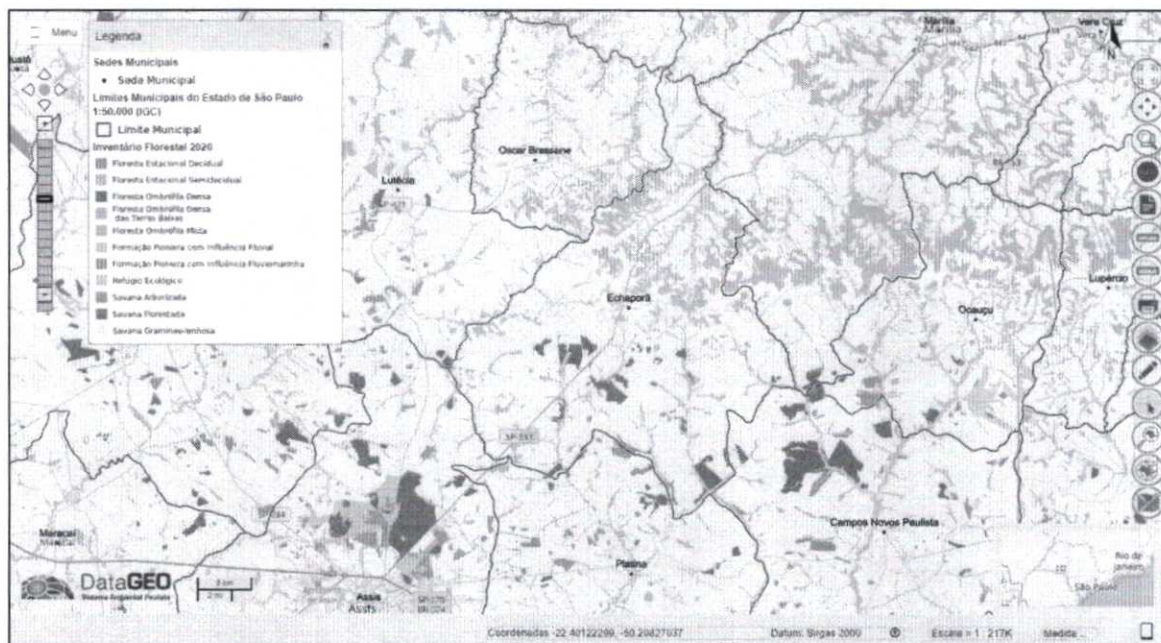 Menu
Legenda
Sedes Municipais
Sede Municipal
Limites Municipais do Estado de São Paulo
1:50.000 (IGC)
Limite Municipal
Inventário Florestal 2020
Floresta Estacional Decidual
Floresta Estacional Semidecidual
Floresta Ombrófila Densa
Floresta Ombrófila Densa
das Terras Baixas
Floresta Ombrófila Mista
Formação Pioneira com Influência Fluvial
Formação Pioneira com Influência Fluviomarinha
Refúgio Ecológico
Savana Arborizada
Savana Florestada
Savana Gramíneo-lenhosa
Marília
Marília
Vera Cruz
N
Oscar Bressane
Lutécia
Echaporã
Ocauçu
Lupércio
Maracaí
Campos Novos Paulista
Platina
Assis
Assis
DataGEO
Sistema Ambiental Paulista
Rio de
Janeiro
São Paulo
Coordenadas -22.40122299, -50.20827037
Datum: Sirgas 2000
Escala = 1 : 217K
Medida: